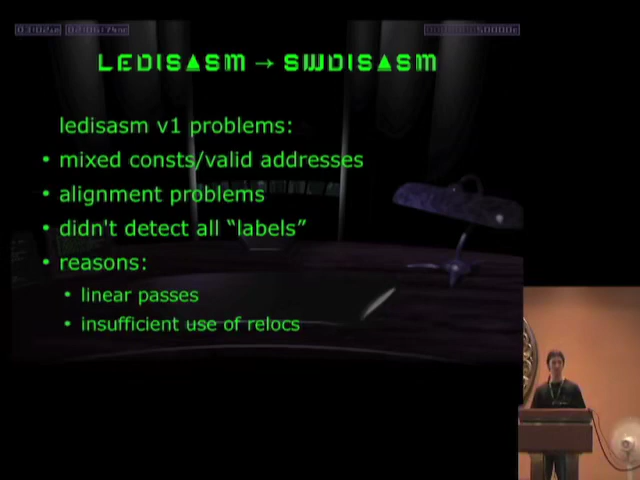 LEDISASM → SWDISASM
ledisasm v1 problems:
• mixed consts/valid addresses
• alignment problems
• didn't detect all “labels”
• reasons:
• linear passes
• insufficient use of relocs